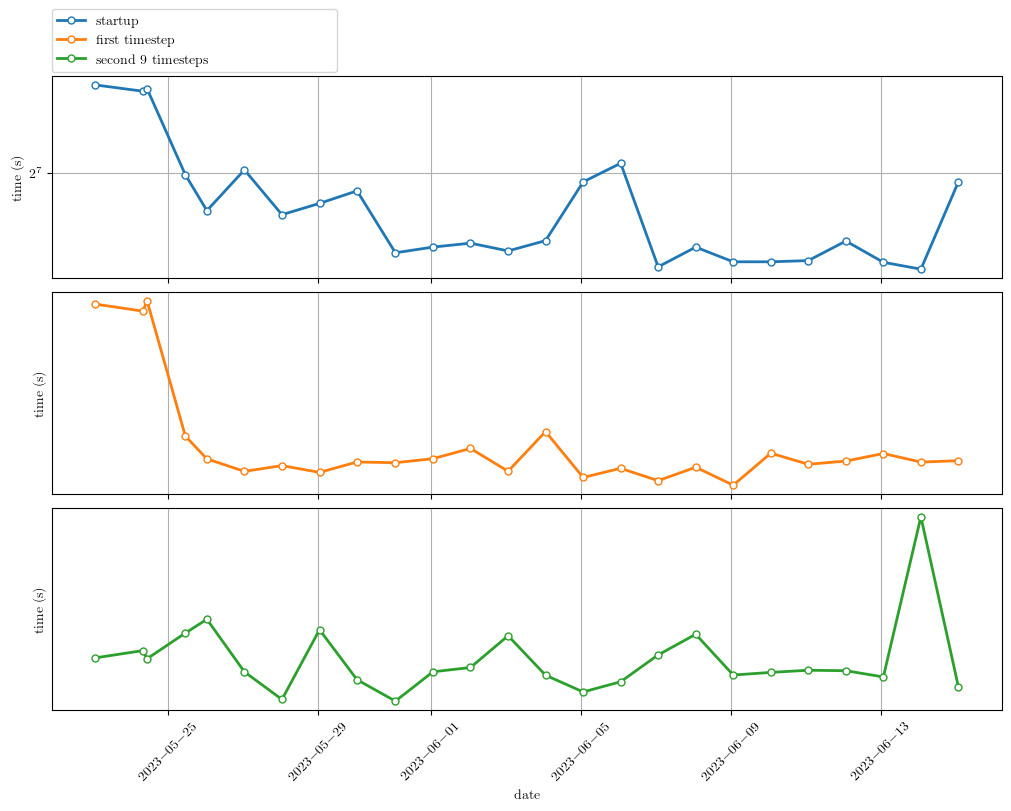 startup
first timestep
second 9 timesteps
time (s)
2^7
time (s)
time (s)
2023−05−25
2023−05−29
2023−06−01
2023−06−05
2023−06−09
2023−06−13
date